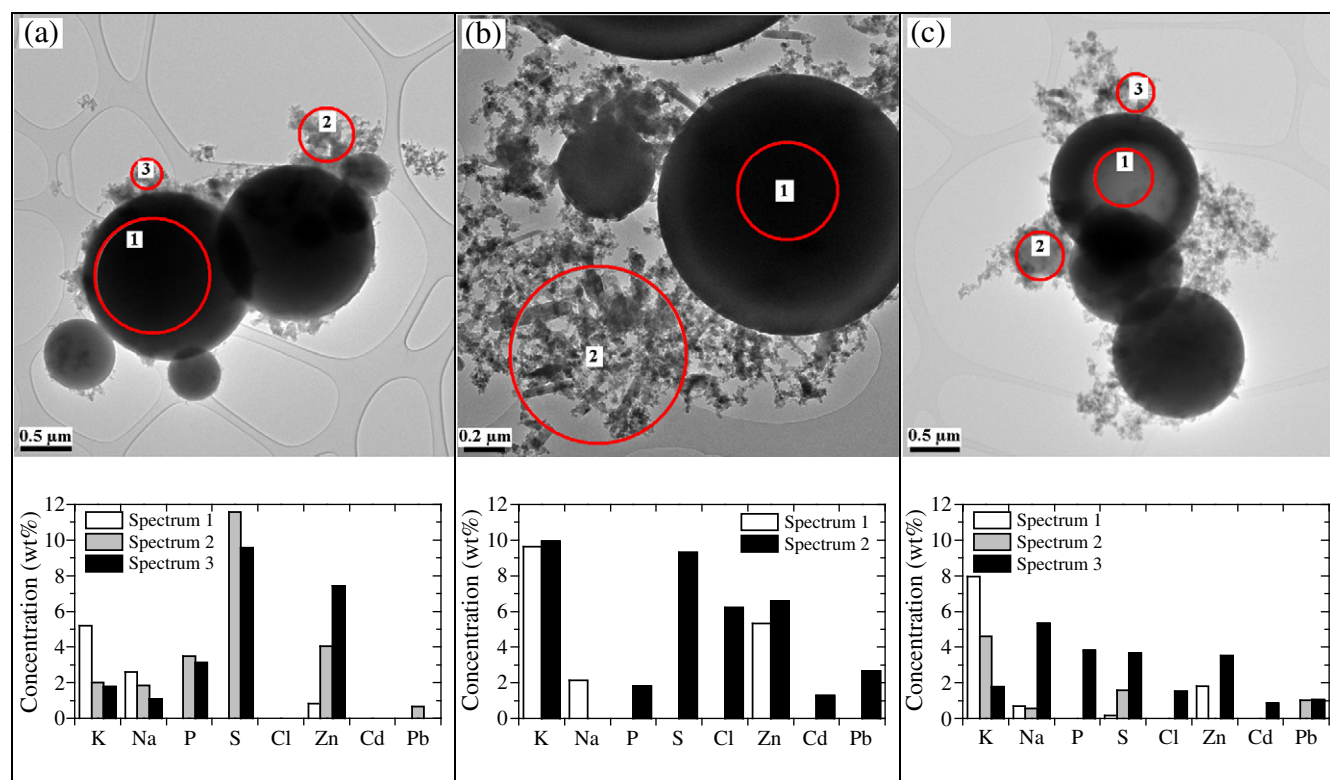 (a)
2
3
1
0.5 µm
(b)
1
2
0.2 µm
(c)
3
1
2
0.5 µm
12
10
8
6
4
2
0
Concentration (wt%)
Spectrum 1
Spectrum 2
Spectrum 3
K Na P S Cl Zn Cd Pb
12
10
8
6
4
2
0
Concentration (wt%)
Spectrum 1
Spectrum 2
K Na P S Cl Zn Cd Pb
12
10
8
6
4
2
0
Concentration (wt%)
Spectrum 1
Spectrum 2
Spectrum 3
K Na P S Cl Zn Cd Pb